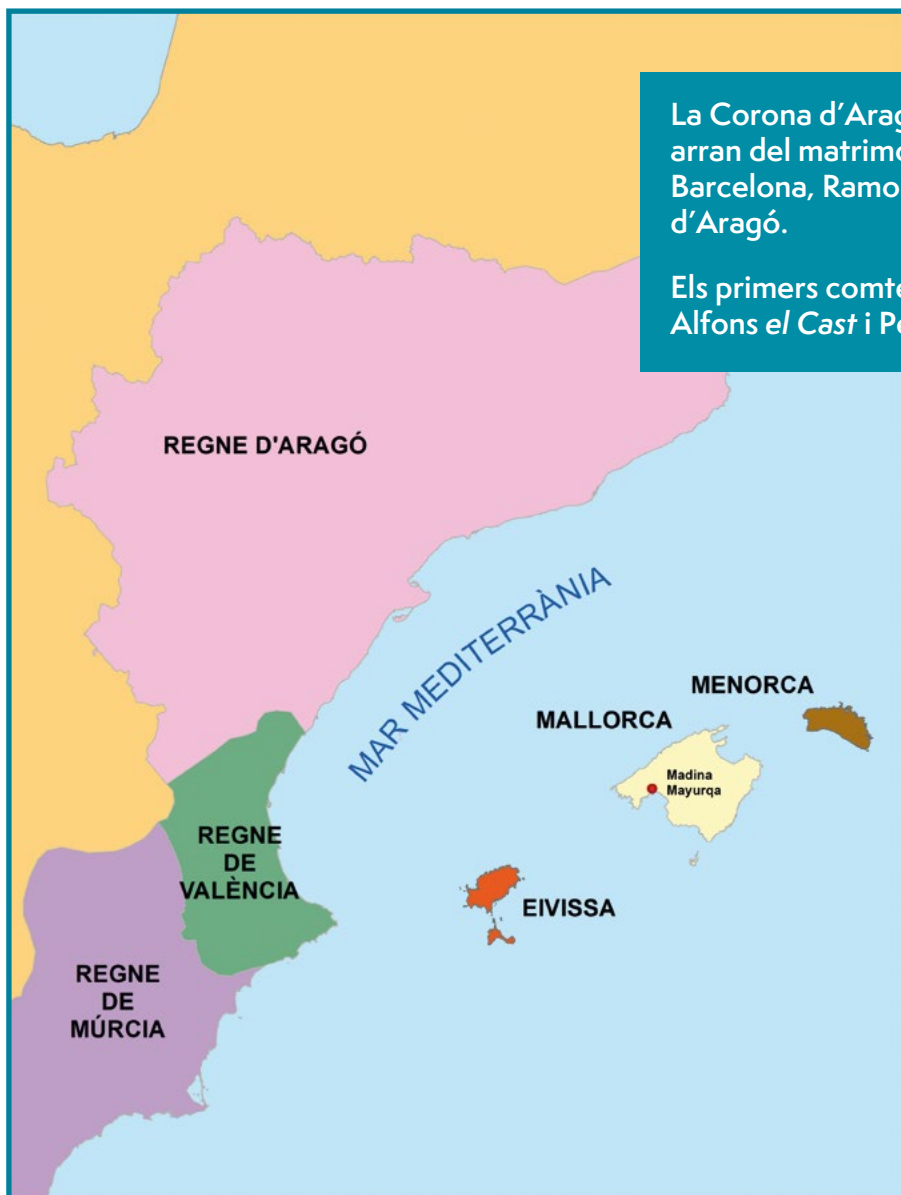 La Corona d'Arag
arran del matrimo
Barcelona, Ramo
d'Aragó.
Els primers comte
Alfons el Cast i Pe
REGNE D'ARAGÓ
MAR MEDITERRÀNIA
MENORCA
MALLORCA
Madina
Mayurqa
REGNE
DE
VALÈNCIA
EIVISSA
REGNE
DE
MÚRCIA